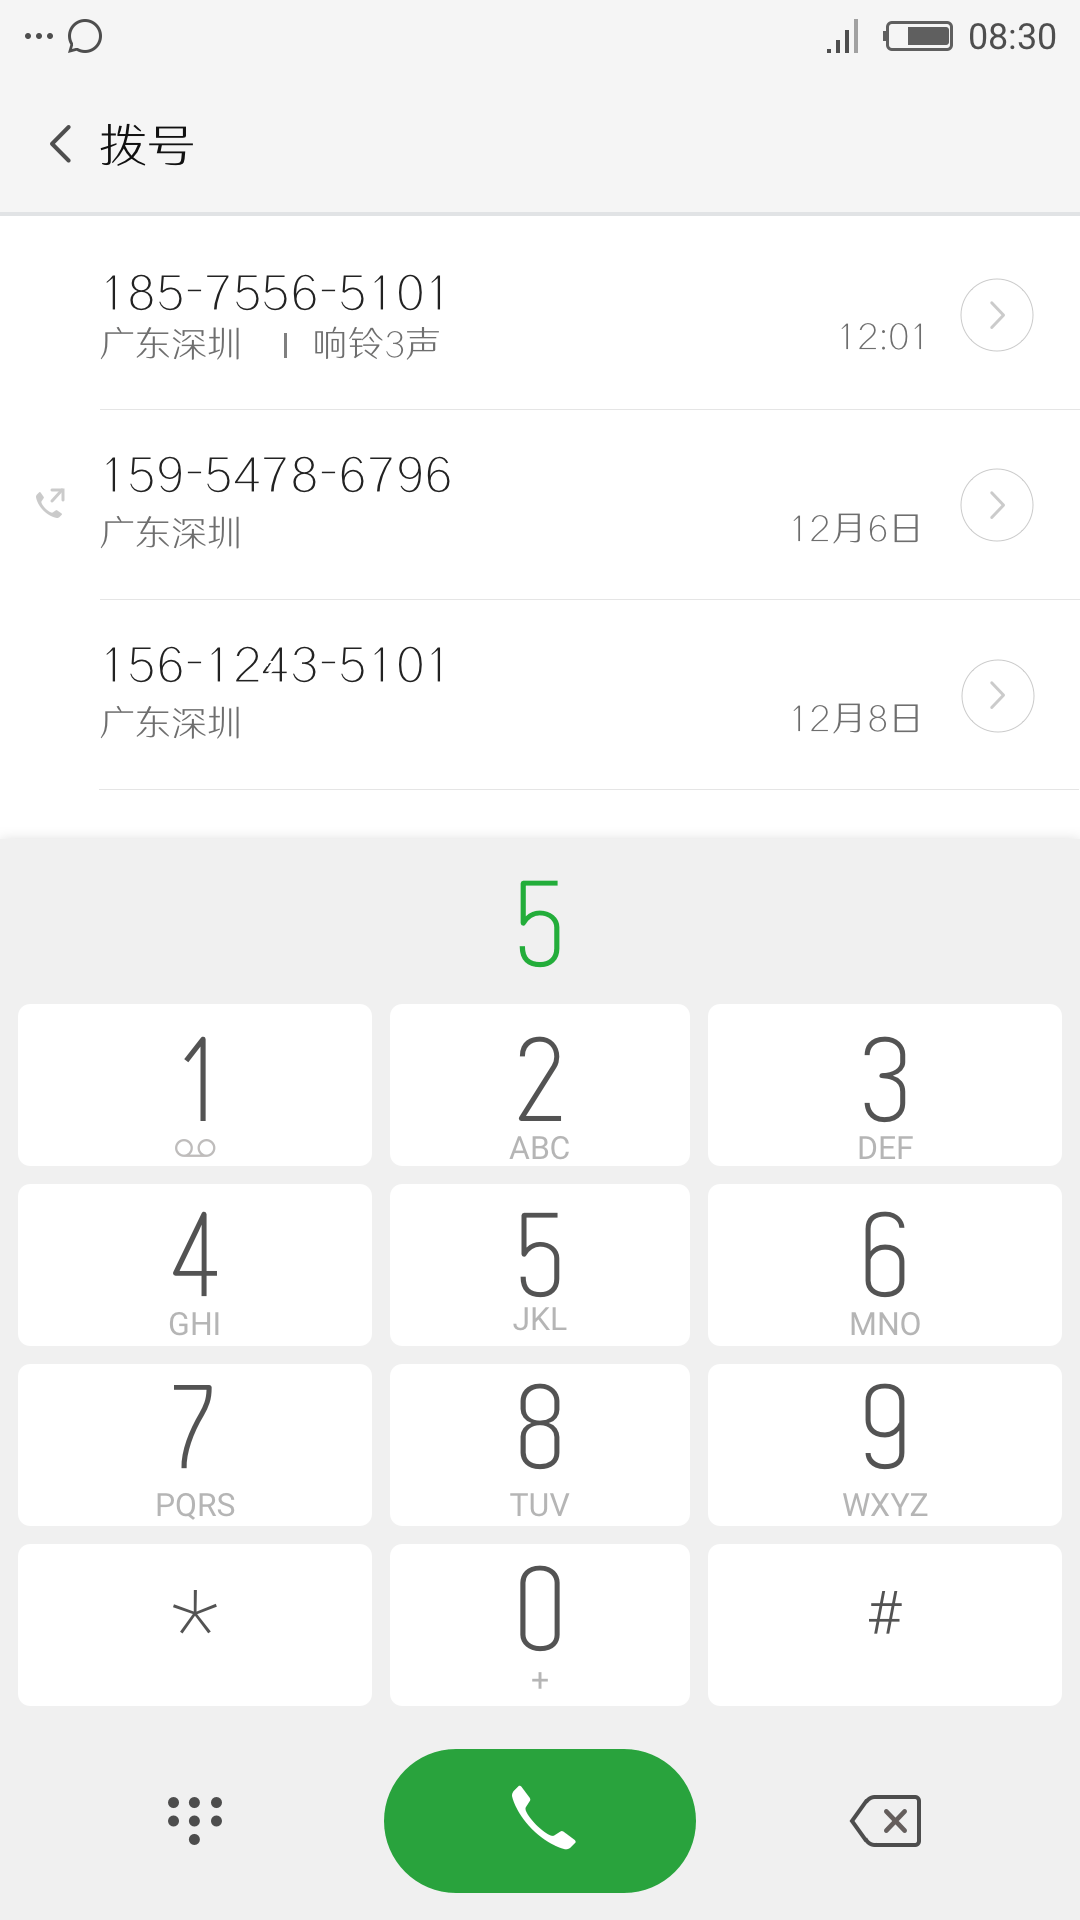 08:30
拨号
185-7556-5101
广东深圳 | 响铃3声
12:01
159-5478-6796
广东深圳
12月6日
156-1243-5101
广东深圳
12月8日
5
1 2 3
ABC DEF
4 5 6
GHI JKL MNO
7 8 9
PQRS TUV WXYZ
* 0 #
+